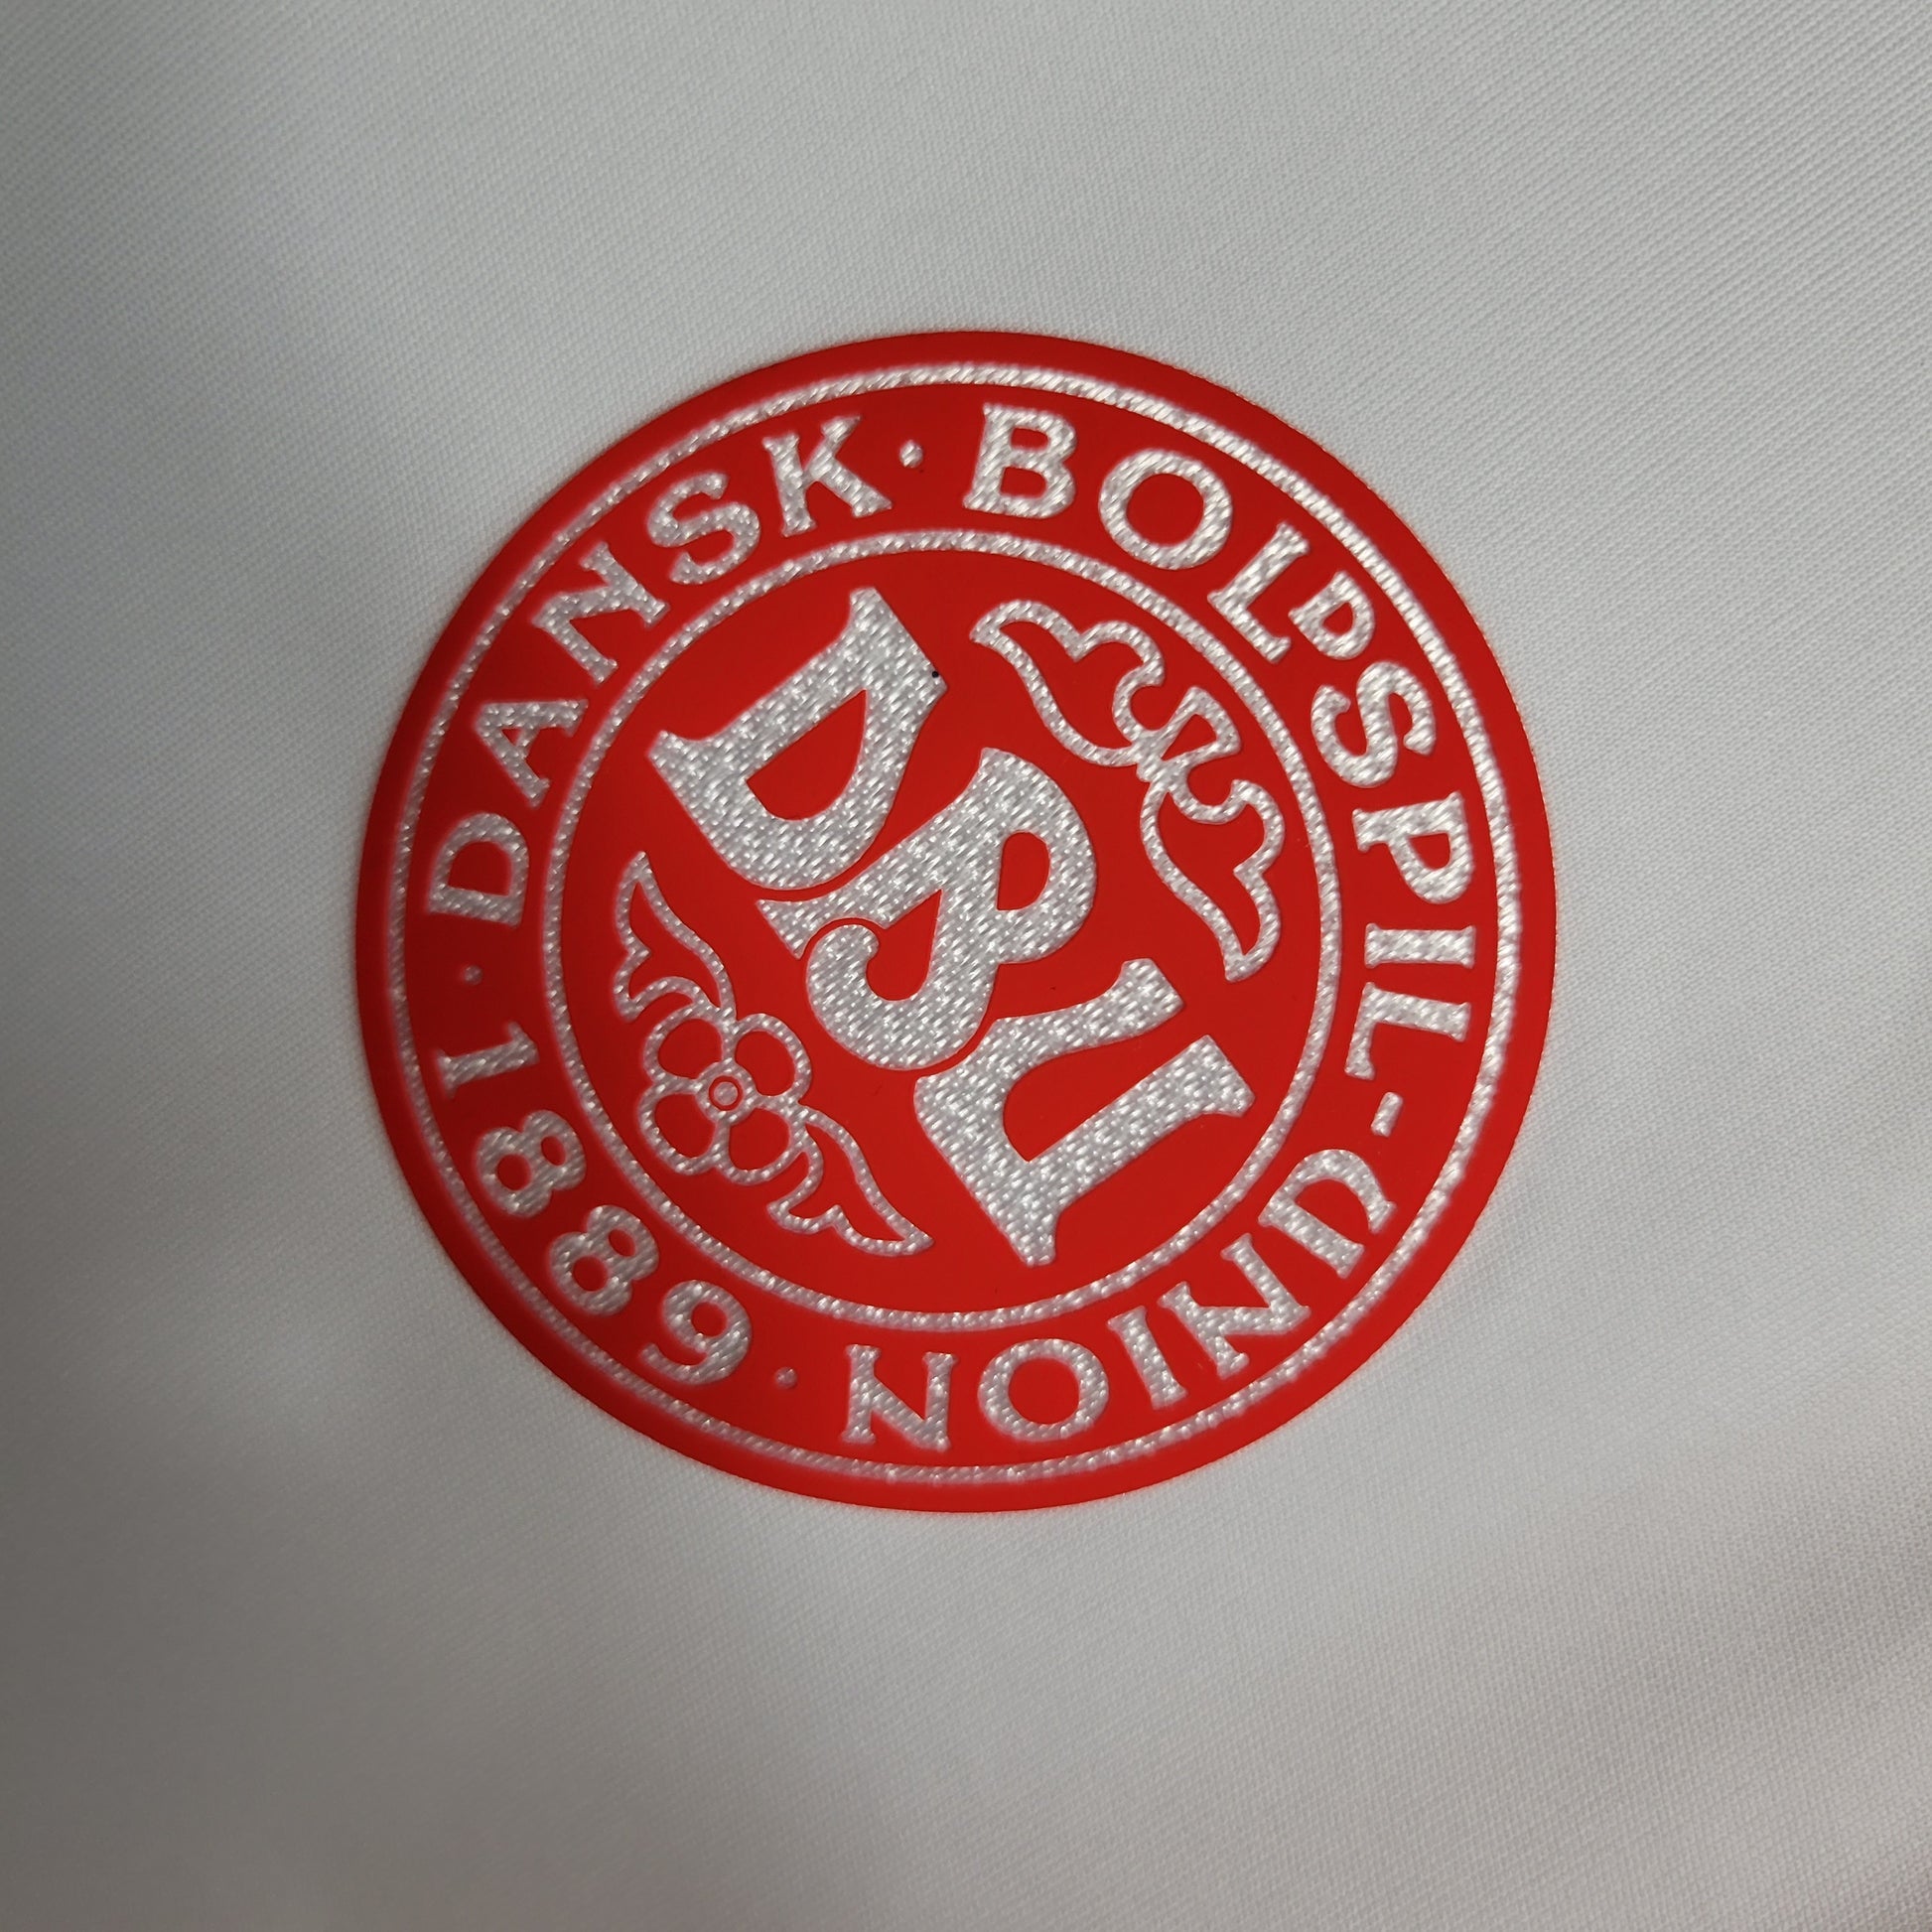 DANSK · BOLDSPIL-UNION · 1889 ·
DBU